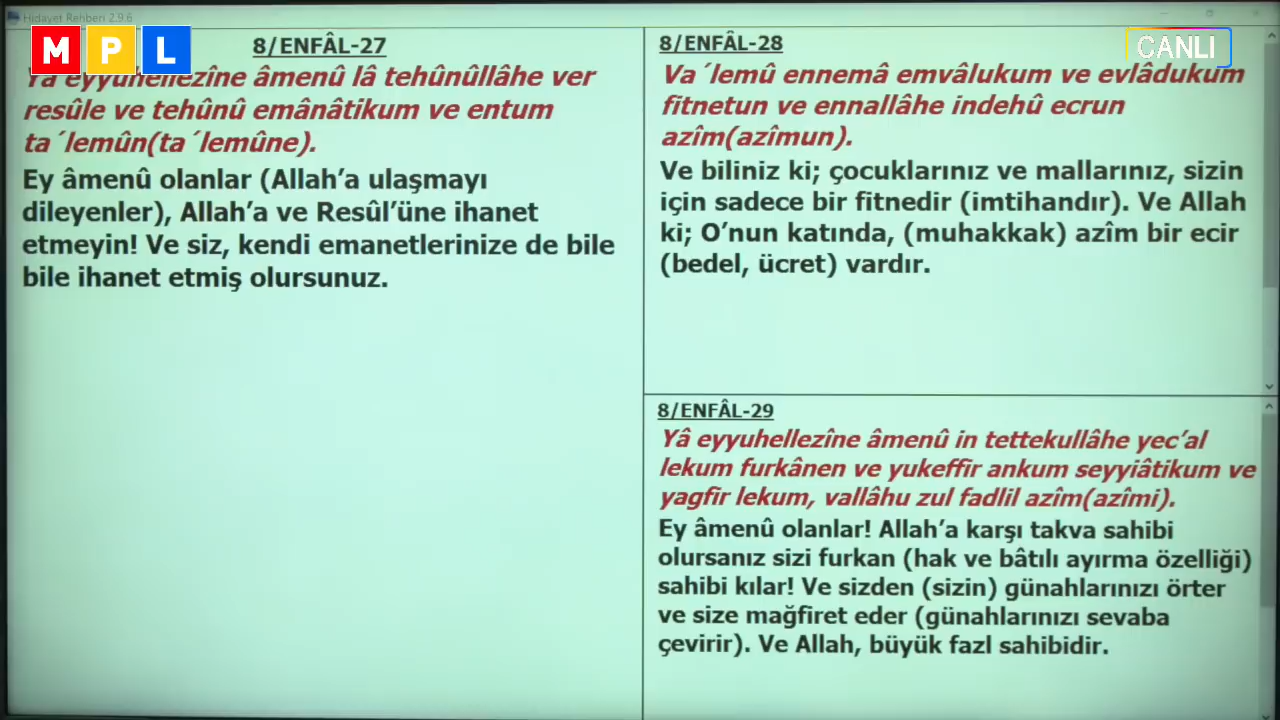 Hidayet Rehberi 2.9.6
M P L
CANLI
8/ENFÂL-27
Yâ eyyuhellezîne âmenû lâ tehûnûllâhe ver
resûle ve tehûnû emânâtikum ve entum
ta´lemûn(ta´lemûne).
Ey âmenû olanlar (Allah’a ulaşmayı
dileyenler), Allah’a ve Resûl’üne ihanet
etmeyin! Ve siz, kendi emanetlerinize de bile
bile ihanet etmiş olursunuz.
8/ENFÂL-28
Va´lemû ennemâ emvâlukum ve evlâdukum
fitnetun ve ennallâhe indehû ecrun
azîm(azîmun).
Ve biliniz ki; çocuklarınız ve mallarınız, sizin
için sadece bir fitnedir (imtihandır). Ve Allah
ki; O’nun katında, (muhakkak) azîm bir ecir
(bedel, ücret) vardır.
8/ENFÂL-29
Yâ eyyuhellezîne âmenû in tettekullâhe yec’al
lekum furkânen ve yukeffir ankum seyyiâtikum ve
yagfir lekum, vallâhu zul fadlil azîm(azîmi).
Ey âmenû olanlar! Allah’a karşı takva sahibi
olursanız sizi furkan (hak ve bâtılı ayırma özelliği)
sahibi kılar! Ve sizden (sizin) günahlarınızı örter
ve size mağfiret eder (günahlarınızı sevaba
çevirir). Ve Allah, büyük fazl sahibidir.